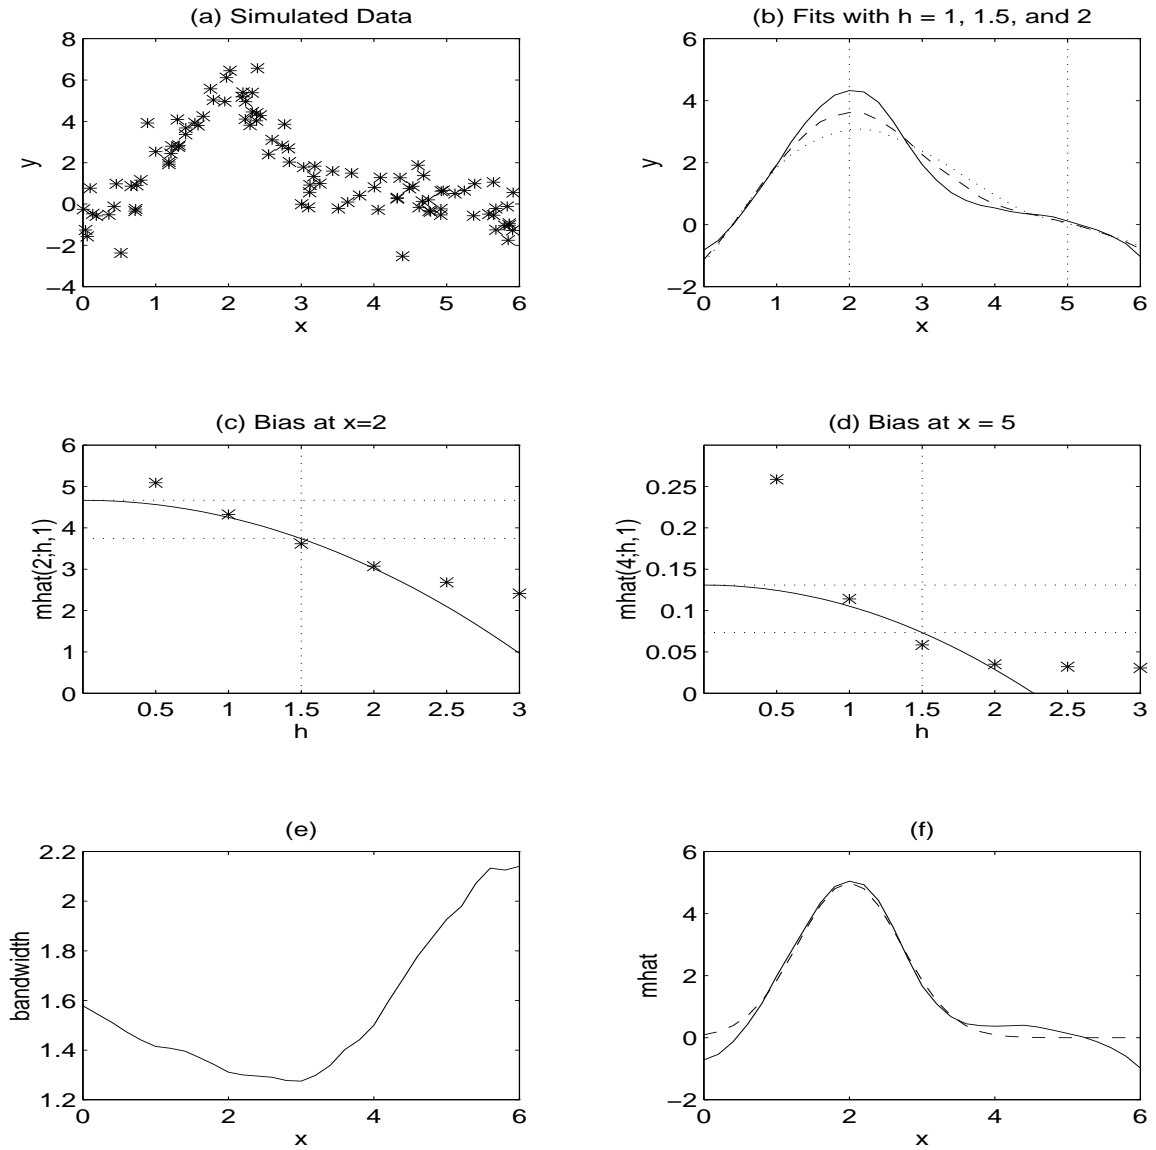 (a) Simulated Data
8
6
4
2
0
−2
−4
y
0 1 2 3 4 5 6
x
(b) Fits with h = 1, 1.5, and 2
6
4
2
0
−2
y
0 1 2 3 4 5 6
x
(c) Bias at x=2
6
5
4
3
2
1
0
mhat(2;h,1)
0.5 1 1.5 2 2.5 3
h
(d) Bias at x = 5
0.25
0.2
0.15
0.1
0.05
0
mhat(4;h,1)
0.5 1 1.5 2 2.5 3
h
(e)
2.2
2
1.8
1.6
1.4
1.2
bandwidth
0 2 4 6
x
(f)
6
4
2
0
−2
mhat
0 2 4 6
x